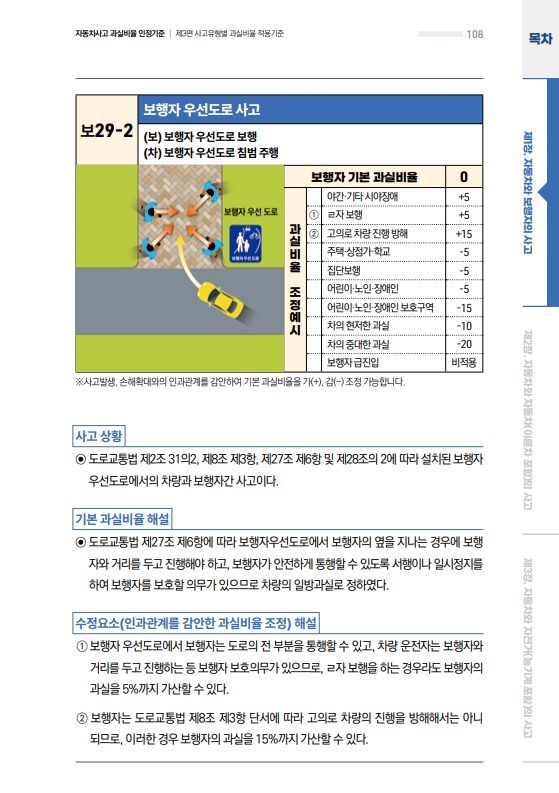 자동차사고 과실비율 인정기준 | 제3편 사고유형별 과실비율 적용기준
108
목차
보29-2
보행자 우선도로 사고
(보) 보행자 우선도로 보행
(차) 보행자 우선도로 침범 주행
보행자 우선 도로
보행자 우선도로
보행자 기본 과실비율 0
과실비율 조정예시
야간·기타 시야장애 +5
① ㄹ자 보행 +5
② 고의로 차량 진행 방해 +15
주택·상점가·학교 -5
집단보행 -5
어린이·노인·장애인 -5
어린이·노인·장애인 보호구역 -15
차의 현저한 과실 -10
차의 중대한 과실 -20
보행자 급진입 비적용
※사고발생, 손해확대와의 인과관계를 감안하여 기본 과실비율을 가(+), 감(-) 조정 가능합니다.
사고 상황
◉ 도로교통법 제2조 31의2, 제8조 제3항, 제27조 제6항 및 제28조의 2에 따라 설치된 보행자
우선도로에서의 차량과 보행자간 사고이다.
기본 과실비율 해설
◉ 도로교통법 제27조 제6항에 따라 보행자우선도로에서 보행자의 옆을 지나는 경우에 보행
자와 거리를 두고 진행해야 하고, 보행자가 안전하게 통행할 수 있도록 서행이나 일시정지를
하여 보행자를 보호할 의무가 있으므로 차량의 일방과실로 정하였다.
수정요소(인과관계를 감안한 과실비율 조정) 해설
① 보행자 우선도로에서 보행자는 도로의 전 부분을 통행할 수 있고, 차량 운전자는 보행자와
거리를 두고 진행하는 등 보행자 보호의무가 있으므로, ㄹ자 보행을 하는 경우라도 보행자의
과실을 5%까지 가산할 수 있다.
② 보행자는 도로교통법 제8조 제3항 단서에 따라 고의로 차량의 진행을 방해해서는 아니
되므로, 이러한 경우 보행자의 과실을 15%까지 가산할 수 있다.
제1장. 자동차와 보행자의 사고
제2장. 자동차와 자동차(이륜차 포함)의 사고
제3장. 자동차와 자전거(농기계 포함)의 사고